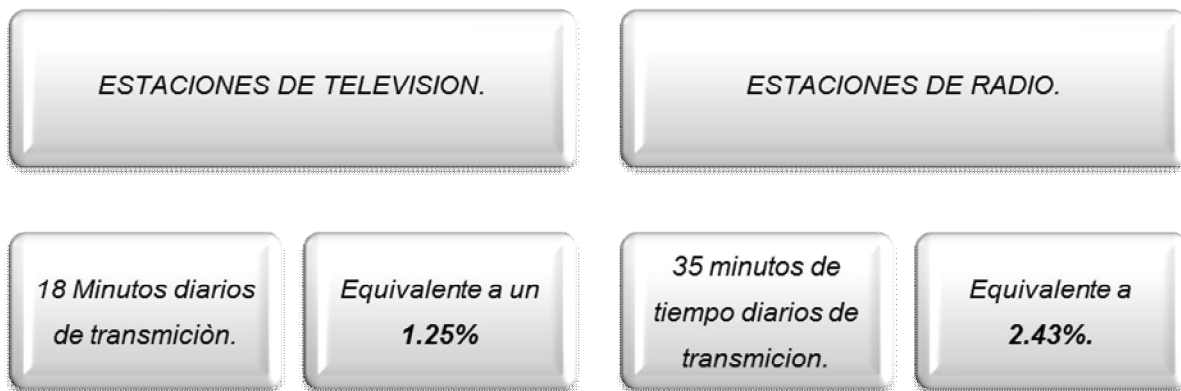 ESTACIONES DE TELEVISION.
ESTACIONES DE RADIO.
18 Minutos diarios
de transmiciòn.
Equivalente a un
1.25%
35 minutos de
tiempo diarios de
transmicion.
Equivalente a
2.43%.